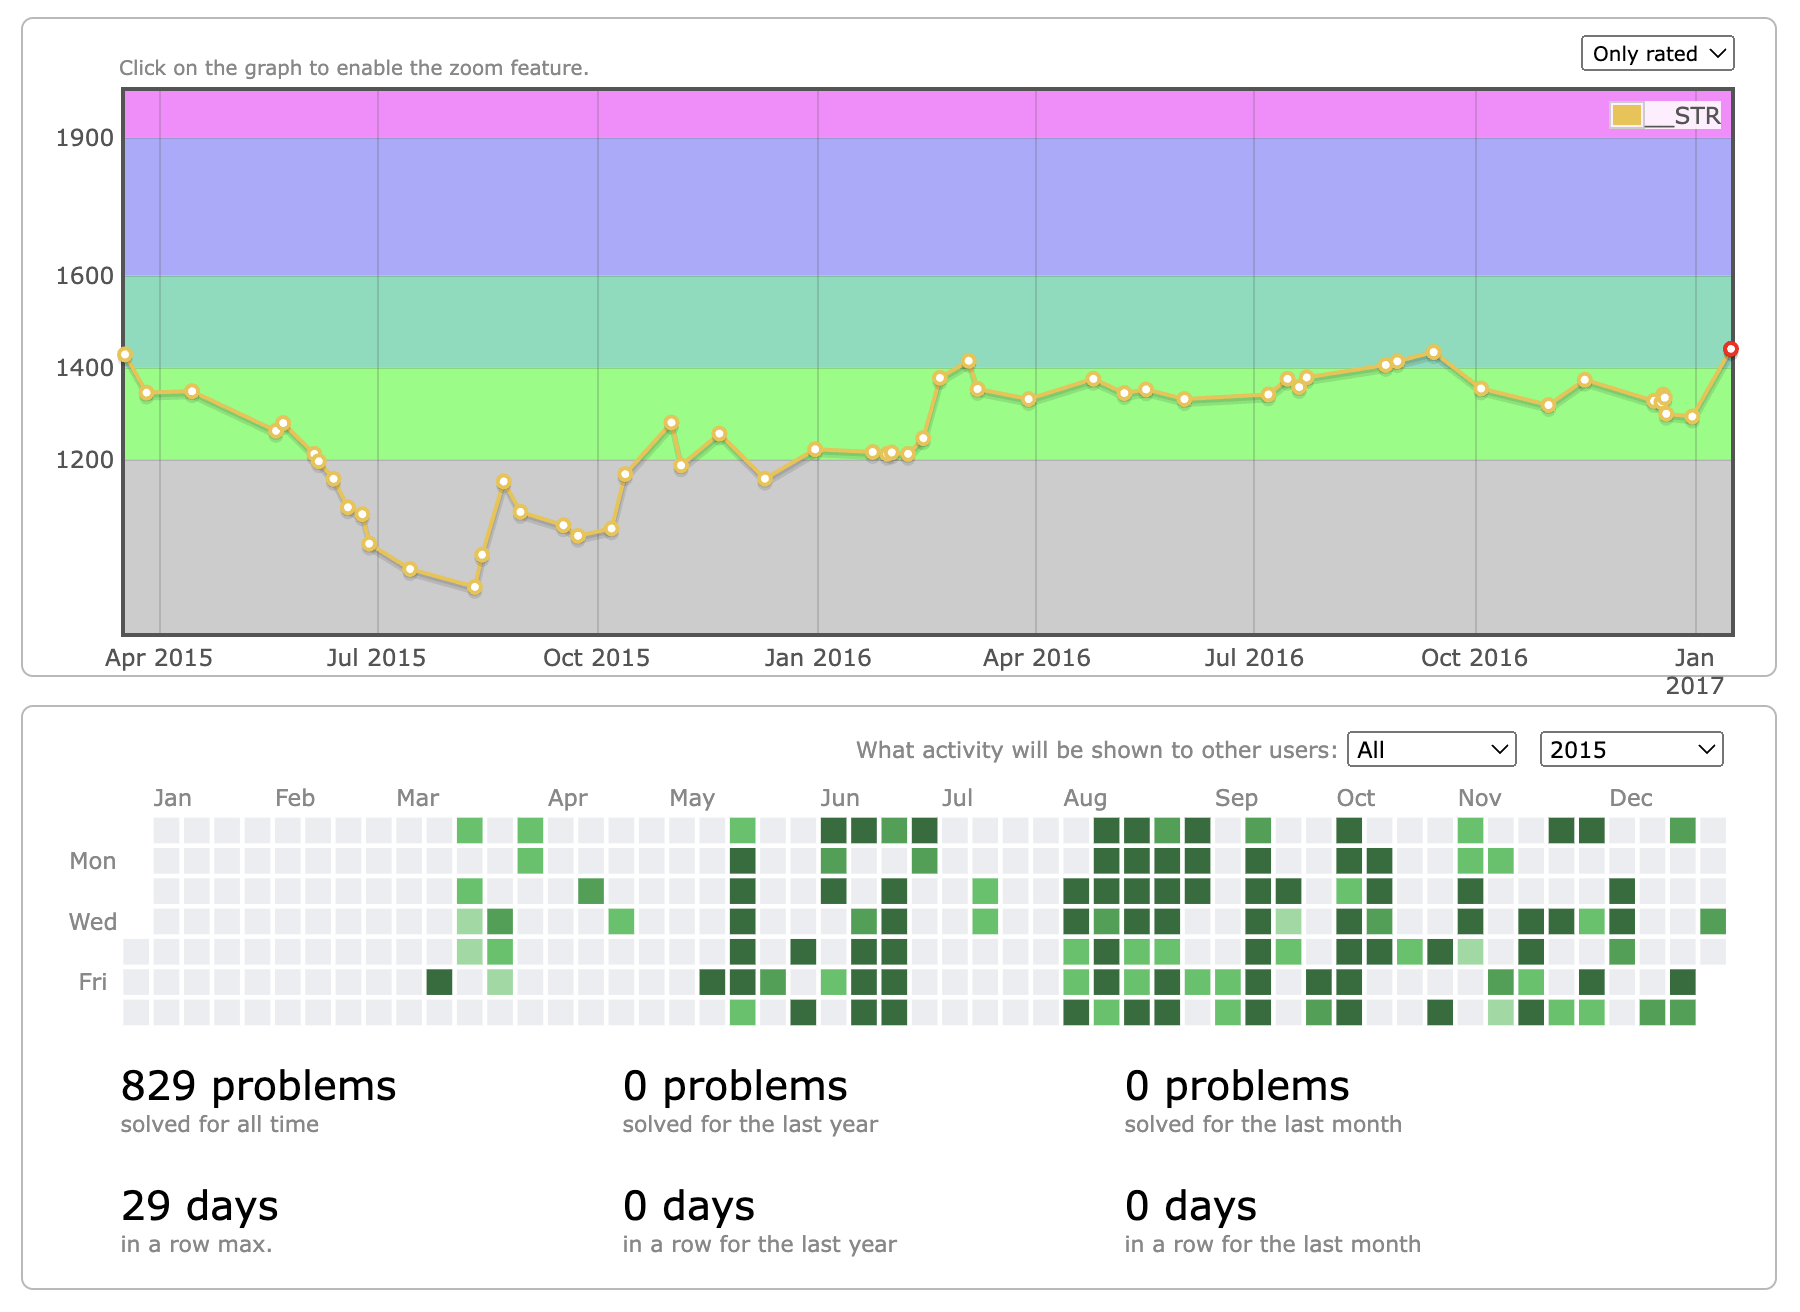 Only rated
Click on the graph to enable the zoom feature.
__STR
1900
1600
1400
1200
Apr 2015 Jul 2015 Oct 2015 Jan 2016 Apr 2016 Jul 2016 Oct 2016 Jan 2017
What activity will be shown to other users: All 2015
Jan Feb Mar Apr May Jun Jul Aug Sep Oct Nov Dec
Mon
Wed
Fri
829 problems 0 problems 0 problems
solved for all time solved for the last year solved for the last month
29 days 0 days 0 days
in a row max. in a row for the last year in a row for the last month